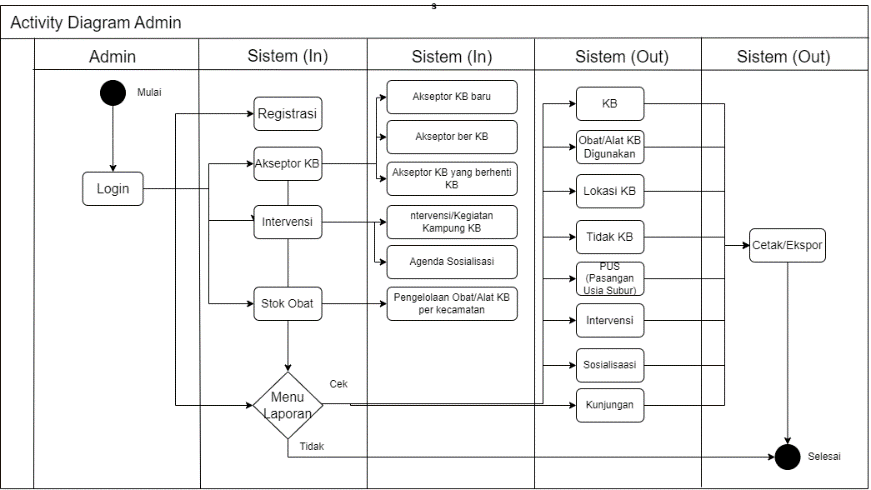 s
Activity Diagram Admin
Admin
Sistem (In)
Sistem (In)
Sistem (Out)
Sistem (Out)
Mulai
Login
Registrasi
Akseptor KB
Intervensi
Stok Obat
Menu
Laporan
Cek
Tidak
Akseptor KB baru
Akseptor ber KB
Akseptor KB yang berhenti
KB
ntervensi/Kegiatan
Kampung KB
Agenda Sosialisasi
Pengelolaan Obat/Alat KB
per kecamatan
KB
Obat/Alat KB
Digunakan
Lokasi KB
Tidak KB
PUS
(Pasangan
Usia Subur)
Intervensi
Sosialisaasi
Kunjungan
Cetak/Ekspor
Selesai